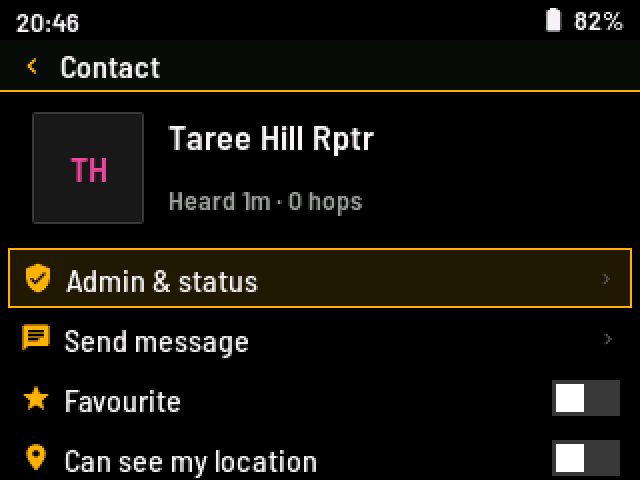 20:46
82%
Contact
Taree Hill Rptr
TH
Heard 1m · 0 hops
Admin & status
Send message
Favourite
Can see my location